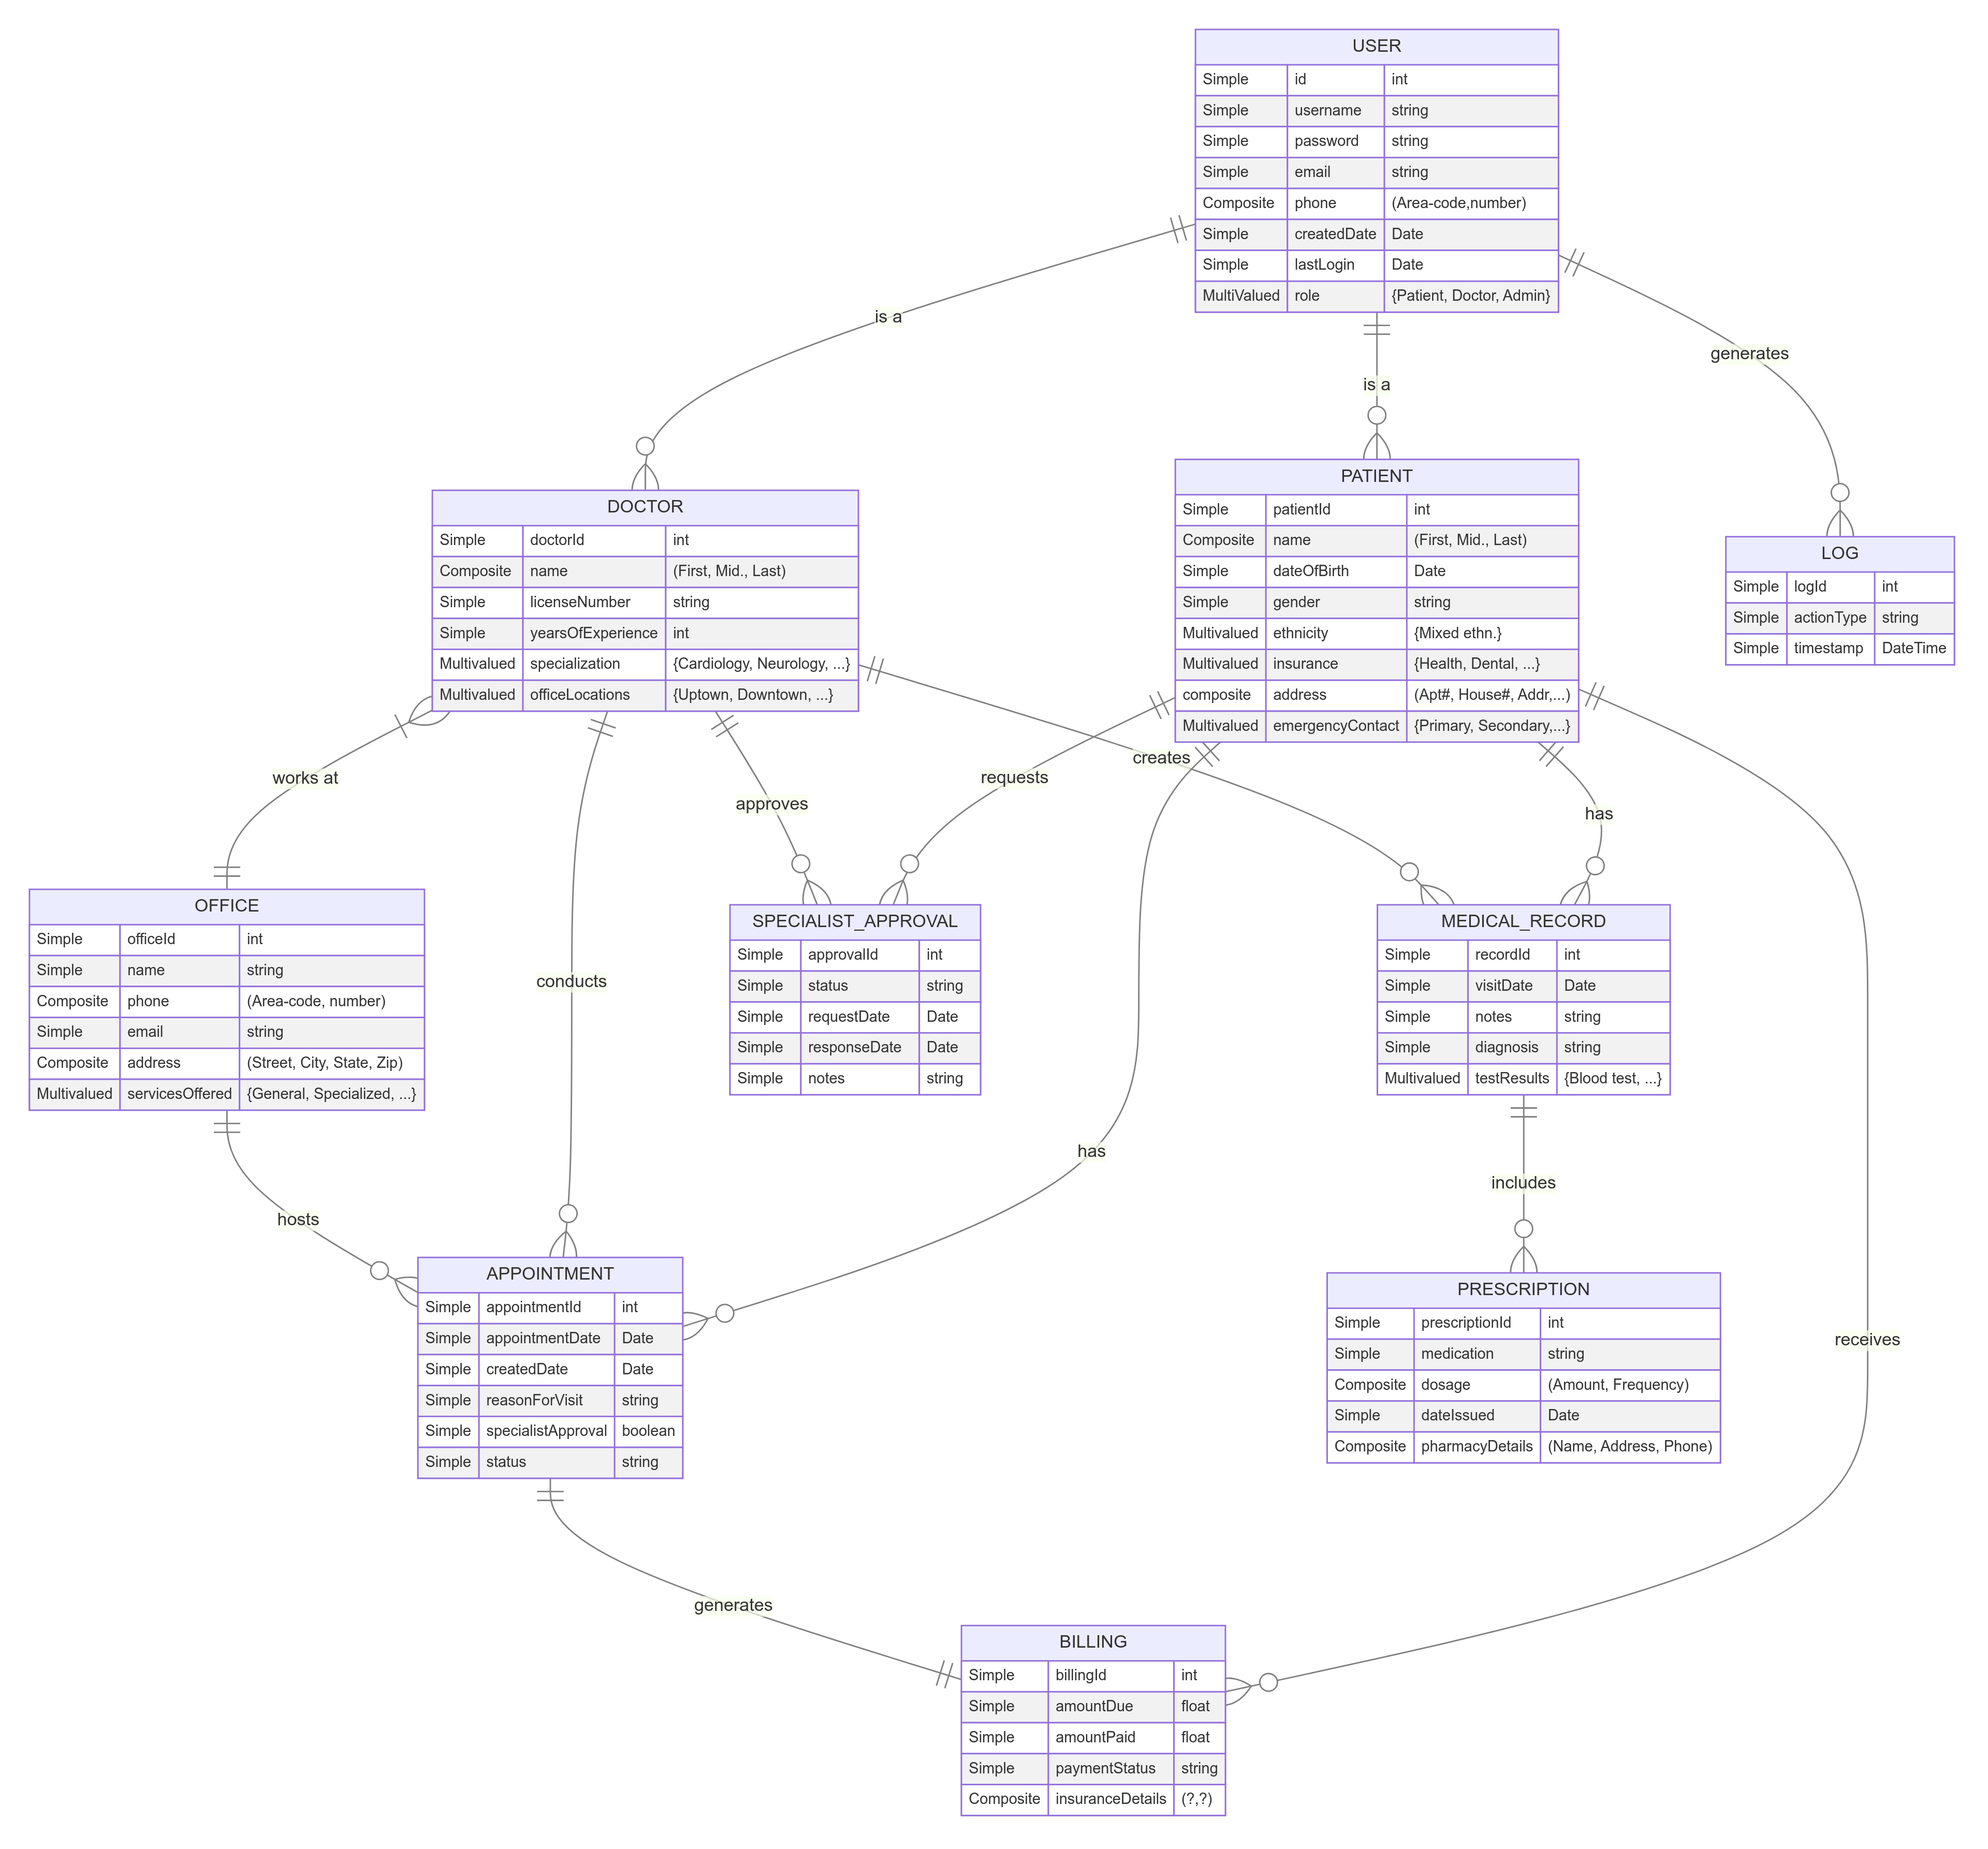 USER
Simple id int
Simple username string
Simple password string
Simple email string
Composite phone (Area-code,number)
Simple createdDate Date
Simple lastLogin Date
MultiValued role {Patient, Doctor, Admin}
is a
is a
generates
DOCTOR
Simple doctorId int
Composite name (First, Mid., Last)
Simple licenseNumber string
Simple yearsOfExperience int
Multivalued specialization {Cardiology, Neurology, ...}
Multivalued officeLocations {Uptown, Downtown, ...}
PATIENT
Simple patientId int
Composite name (First, Mid., Last)
Simple dateOfBirth Date
Simple gender string
Multivalued ethnicity {Mixed ethn.}
Multivalued insurance {Health, Dental, ...}
composite address (Apt#, House#, Addr,...)
Multivalued emergencyContact {Primary, Secondary,...}
LOG
Simple logId int
Simple actionType string
Simple timestamp DateTime
works at
approves
requests
creates
has
OFFICE
Simple officeId int
Simple name string
Composite phone (Area-code, number)
Simple email string
Composite address (Street, City, State, Zip)
Multivalued servicesOffered {General, Specialized, ...}
conducts
SPECIALIST_APPROVAL
Simple approvalId int
Simple status string
Simple requestDate Date
Simple responseDate Date
Simple notes string
MEDICAL_RECORD
Simple recordId int
Simple visitDate Date
Simple notes string
Simple diagnosis string
Multivalued testResults {Blood test, ...}
hosts
has
includes
receives
APPOINTMENT
Simple appointmentId int
Simple appointmentDate Date
Simple createdDate Date
Simple reasonForVisit string
Simple specialistApproval boolean
Simple status string
PRESCRIPTION
Simple prescriptionId int
Simple medication string
Composite dosage (Amount, Frequency)
Simple dateIssued Date
Composite pharmacyDetails (Name, Address, Phone)
generates
BILLING
Simple billingId int
Simple amountDue float
Simple amountPaid float
Simple paymentStatus string
Composite insuranceDetails (?,?)